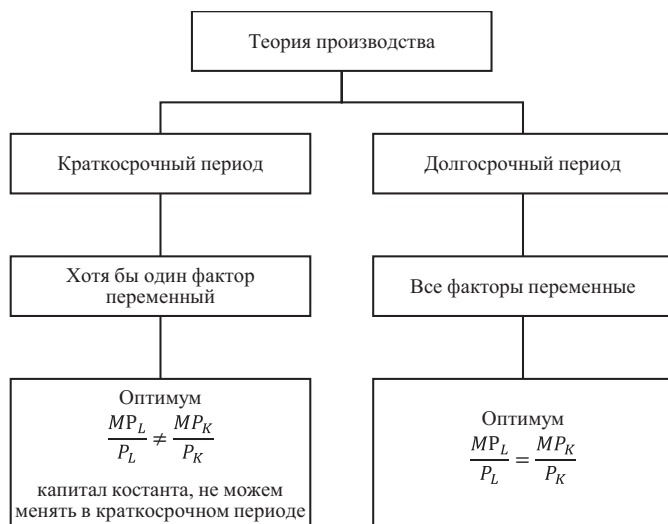 Теория производства
Краткосрочный период
Долгосрочный период
Хотя бы один фактор
переменный
Все факторы переменные
Оптимум
MP_L/P_L ≠ MP_K/P_K
капитал костанта, не можем
менять в краткосрочном периоде
Оптимум
MP_L/P_L = MP_K/P_K